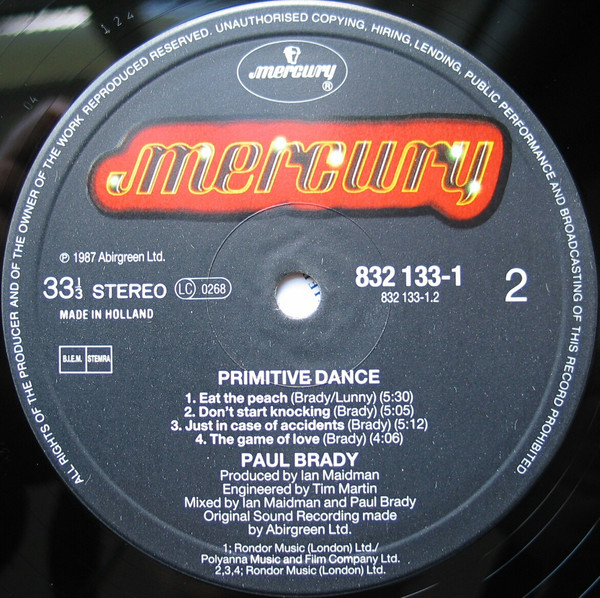 ALL RIGHTS OF THE PRODUCER AND OF THE OWNER OF THE WORK REPRODUCED RESERVED. UNAUTHORISED COPYING, HIRING, LENDING, PUBLIC PERFORMANCE AND BROADCASTING OF THIS RECORD PROHIBITED
mercury
®
mercury
℗ 1987 Abirgreen Ltd.
33⅓ STEREO LC 0268
MADE IN HOLLAND
832 133-1
832 133-1.2
2
B.I.E.M. STEMRA
PRIMITIVE DANCE
1. Eat the peach (Brady/Lunny) (5:30)
2. Don't start knocking (Brady) (5:05)
3. Just in case of accidents (Brady) (5:12)
4. The game of love (Brady) (4:06)
PAUL BRADY
Produced by Ian Maidman
Engineered by Tim Martin
Mixed by Ian Maidman and Paul Brady
Original Sound Recording made
by Abirgreen Ltd.
1; Rondor Music (London) Ltd./
Polyanna Music and Film Company Ltd.
2,3,4; Rondor Music (London) Ltd.
124
04